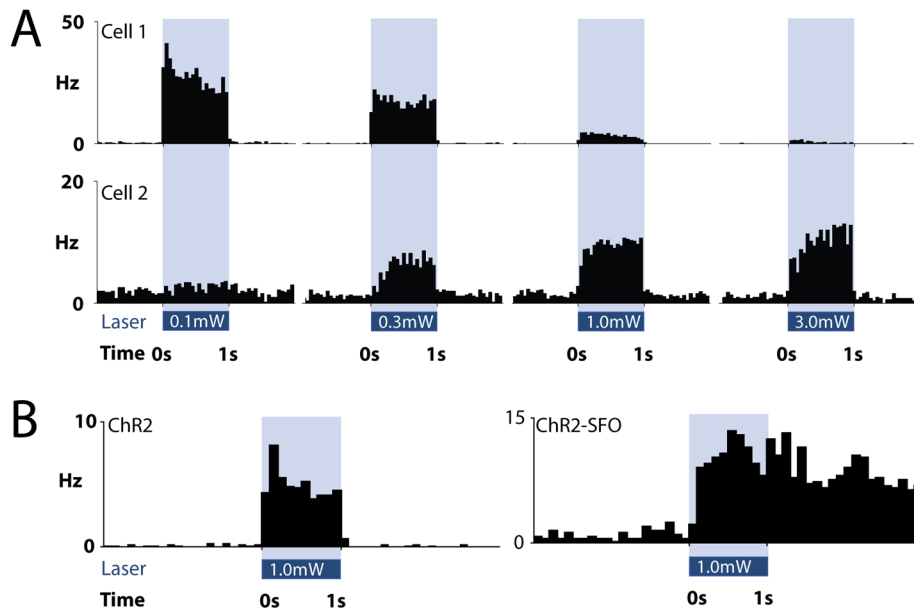 A
50
Cell 1
Hz
0
20
Cell 2
Hz
0
Laser 0.1mW 0.3mW 1.0mW 3.0mW
Time 0s 1s 0s 1s 0s 1s 0s 1s
B
10
ChR2
Hz
0
15
ChR2-SFO
0
Laser 1.0mW 1.0mW
Time 0s 1s 0s 1s